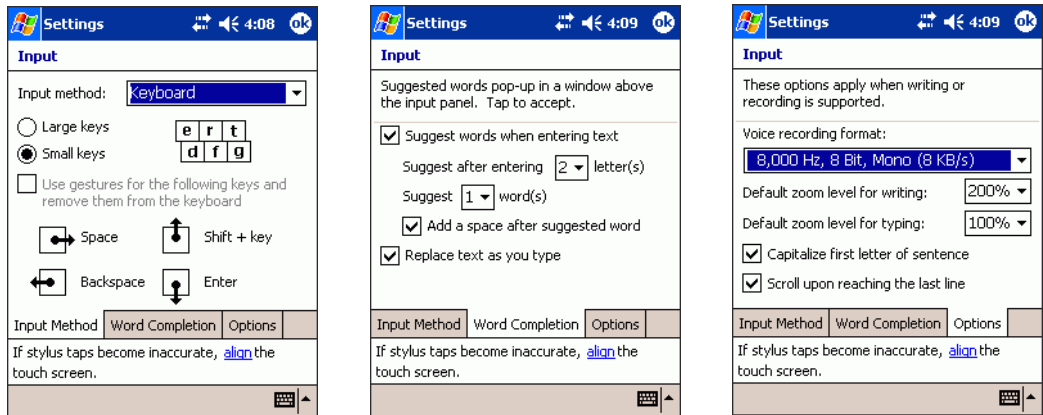 Settings 4:08 ok
Input
Input method: Keyboard
Large keys
Small keys
e r t
d f g
Use gestures for the following keys and
remove them from the keyboard
Space Shift + key
Backspace Enter
Input Method Word Completion Options
If stylus taps become inaccurate, align the
touch screen.
Settings 4:09 ok
Input
Suggested words pop-up in a window above
the input panel. Tap to accept.
Suggest words when entering text
Suggest after entering 2 letter(s)
Suggest 1 word(s)
Add a space after suggested word
Replace text as you type
Input Method Word Completion Options
If stylus taps become inaccurate, align the
touch screen.
Settings 4:09 ok
Input
These options apply when writing or
recording is supported.
Voice recording format:
8,000 Hz, 8 Bit, Mono (8 KB/s)
Default zoom level for writing: 200%
Default zoom level for typing: 100%
Capitalize first letter of sentence
Scroll upon reaching the last line
Input Method Word Completion Options
If stylus taps become inaccurate, align the
touch screen.